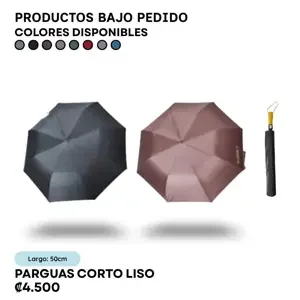 PRODUCTOS BAJO PEDIDO
COLORES DISPONIBLES
Largo: 50cm
PARGUAS CORTO LISO
₡4.500